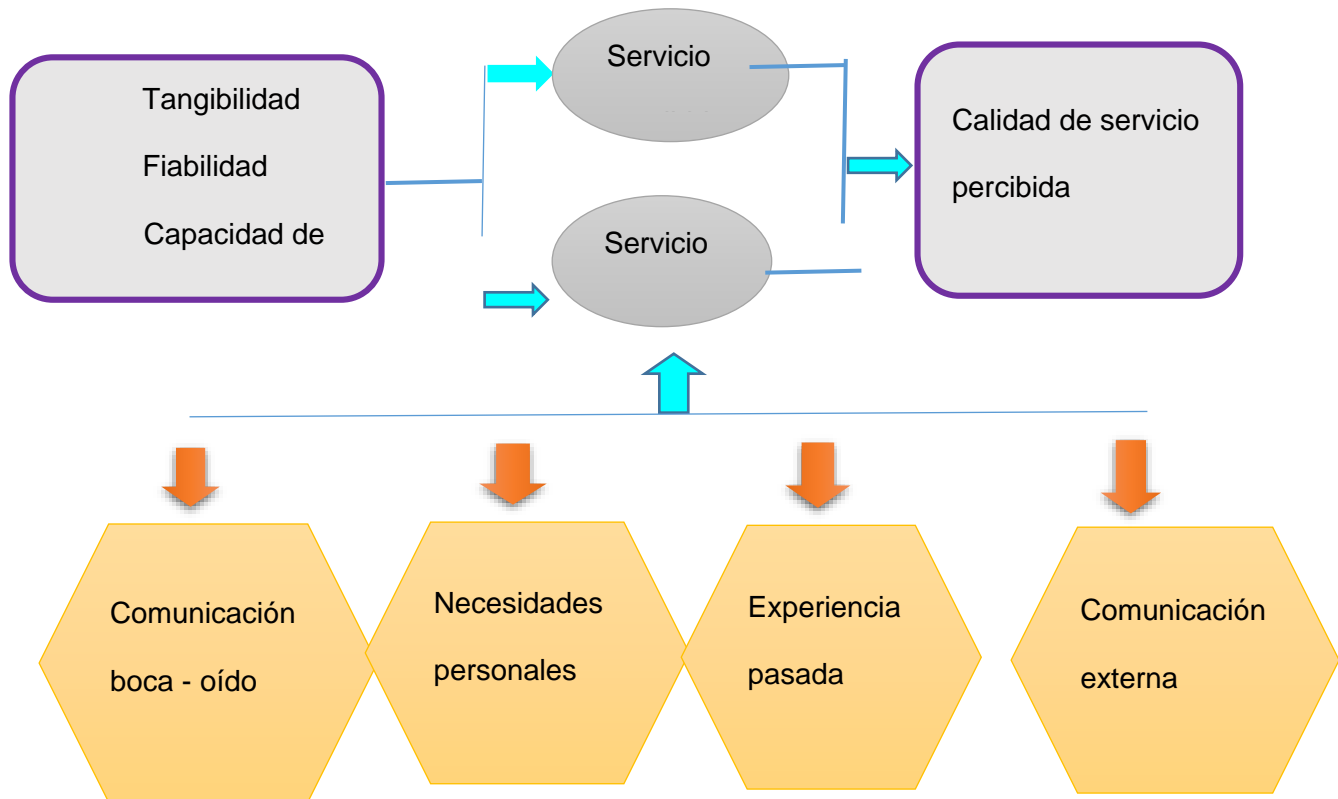 Servicio
Tangibilidad
Fiabilidad
Capacidad de
Servicio
Calidad de servicio
percibida
Comunicación
boca - oído
Necesidades
personales
Experiencia
pasada
Comunicación
externa